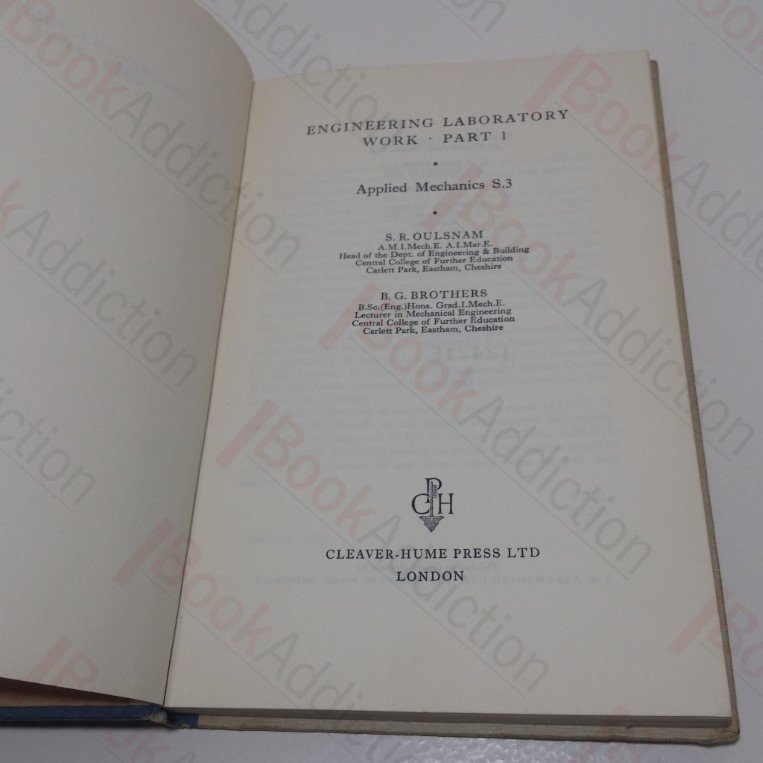 ENGINEERING LABORATORY
WORK · PART 1
Applied Mechanics S.3
S. R. OULSNAM
A.M.I.Mech.E. A.I.Mar.E.
Head of the Dept. of Engineering & Building
Central College of Further Education
Carlett Park, Eastham, Cheshire
B. G. BROTHERS
B.Sc.(Eng.)Hons. Grad.I.Mech.E.
Lecturer in Mechanical Engineering
Central College of Further Education
Carlett Park, Eastham, Cheshire
CPH
CLEAVER-HUME PRESS LTD
LONDON
BookAddiction